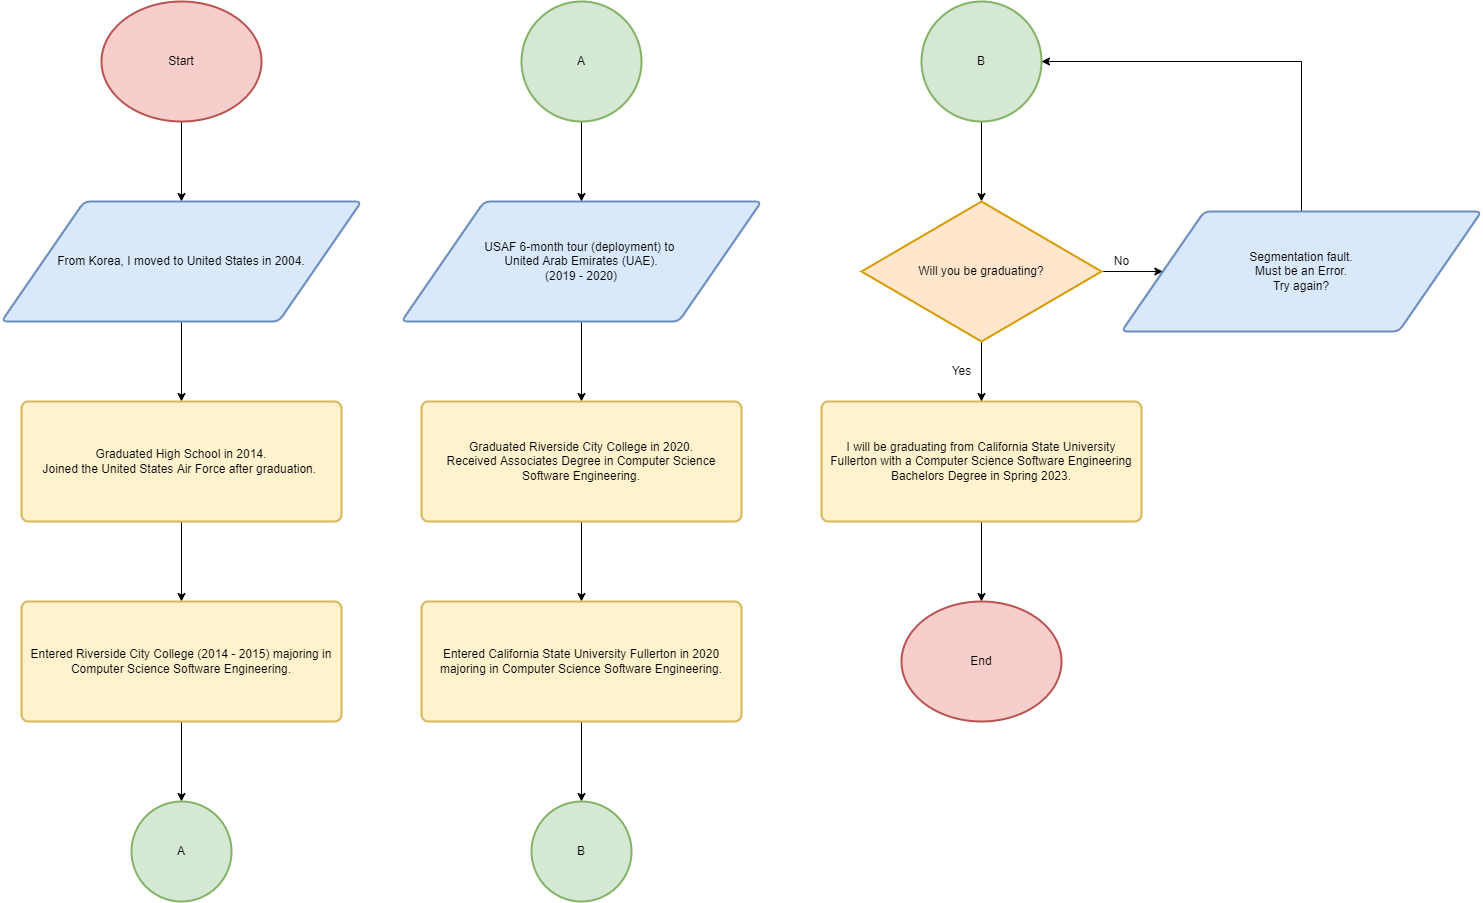 Start
From Korea, I moved to United States in 2004.
Graduated High School in 2014.
Joined the United States Air Force after graduation.
Entered Riverside City College (2014 - 2015) majoring in
Computer Science Software Engineering.
A
A
USAF 6-month tour (deployment) to
United Arab Emirates (UAE).
(2019 - 2020)
Graduated Riverside City College in 2020.
Received Associates Degree in Computer Science
Software Engineering.
Entered California State University Fullerton in 2020
majoring in Computer Science Software Engineering.
B
B
Will you be graduating?
No
Segmentation fault.
Must be an Error.
Try again?
Yes
I will be graduating from California State University
Fullerton with a Computer Science Software Engineering
Bachelors Degree in Spring 2023.
End